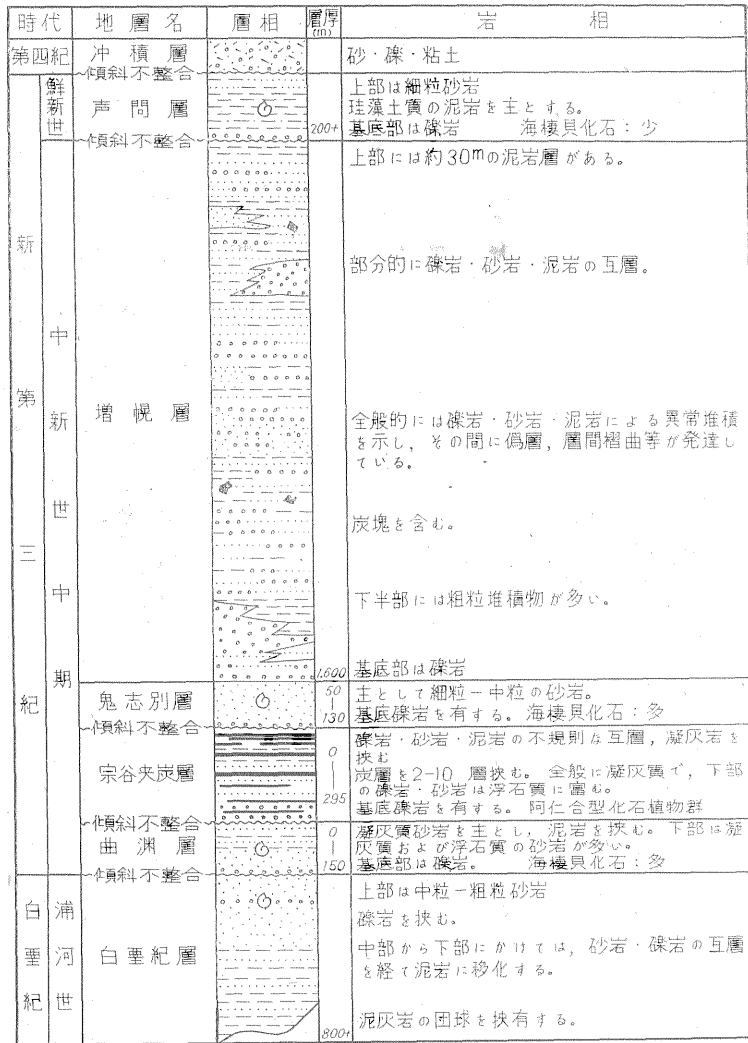 時代 地層名 層相 層厚(m) 岩相
第四紀 冲積層 砂・礫・粘土
傾斜不整合
新第三紀
鮮新世 声問層 200+
上部は細粒砂岩
珪藻土質の泥岩を主とする。
基底部は礫岩 海棲貝化石:少
傾斜不整合
中新世中期
増幌層 1,600
上部には約30mの泥岩層がある。
部分的に礫岩・砂岩・泥岩の互層。
全般的には礫岩・砂岩・泥岩による異常堆積
を示し,その間に偽層,層間褶曲等が発達し
ている。
炭塊を含む。
下半部には粗粒堆積物が多い。
基底部は礫岩
鬼志別層 50–130
主として細粒–中粒の砂岩。
基底礫岩を有する。海棲貝化石:多
傾斜不整合
宗谷夾炭層 0–295
礫岩・砂岩・泥岩の不規則な互層,凝灰岩を
挟む
炭層を2-10 層挟む。全般に凝灰質で,下部
の礫岩・砂岩は浮石質に富む。
基底礫岩を有する。阿仁合型化石植物群
傾斜不整合
曲渕層 0–150
凝灰質砂岩を主とし,泥岩を挟む。下部は凝
灰質および浮石質の砂岩が多い。
基底部は礫岩。 海棲貝化石:多
傾斜不整合
白堊紀 浦河世 白堊紀層 800+
上部は中粒–粗粒砂岩
礫岩を挟む。
中部から下部にかけては,砂岩・礫岩の互層
を経て泥岩に移化する。
泥灰岩の団球を挟有する。